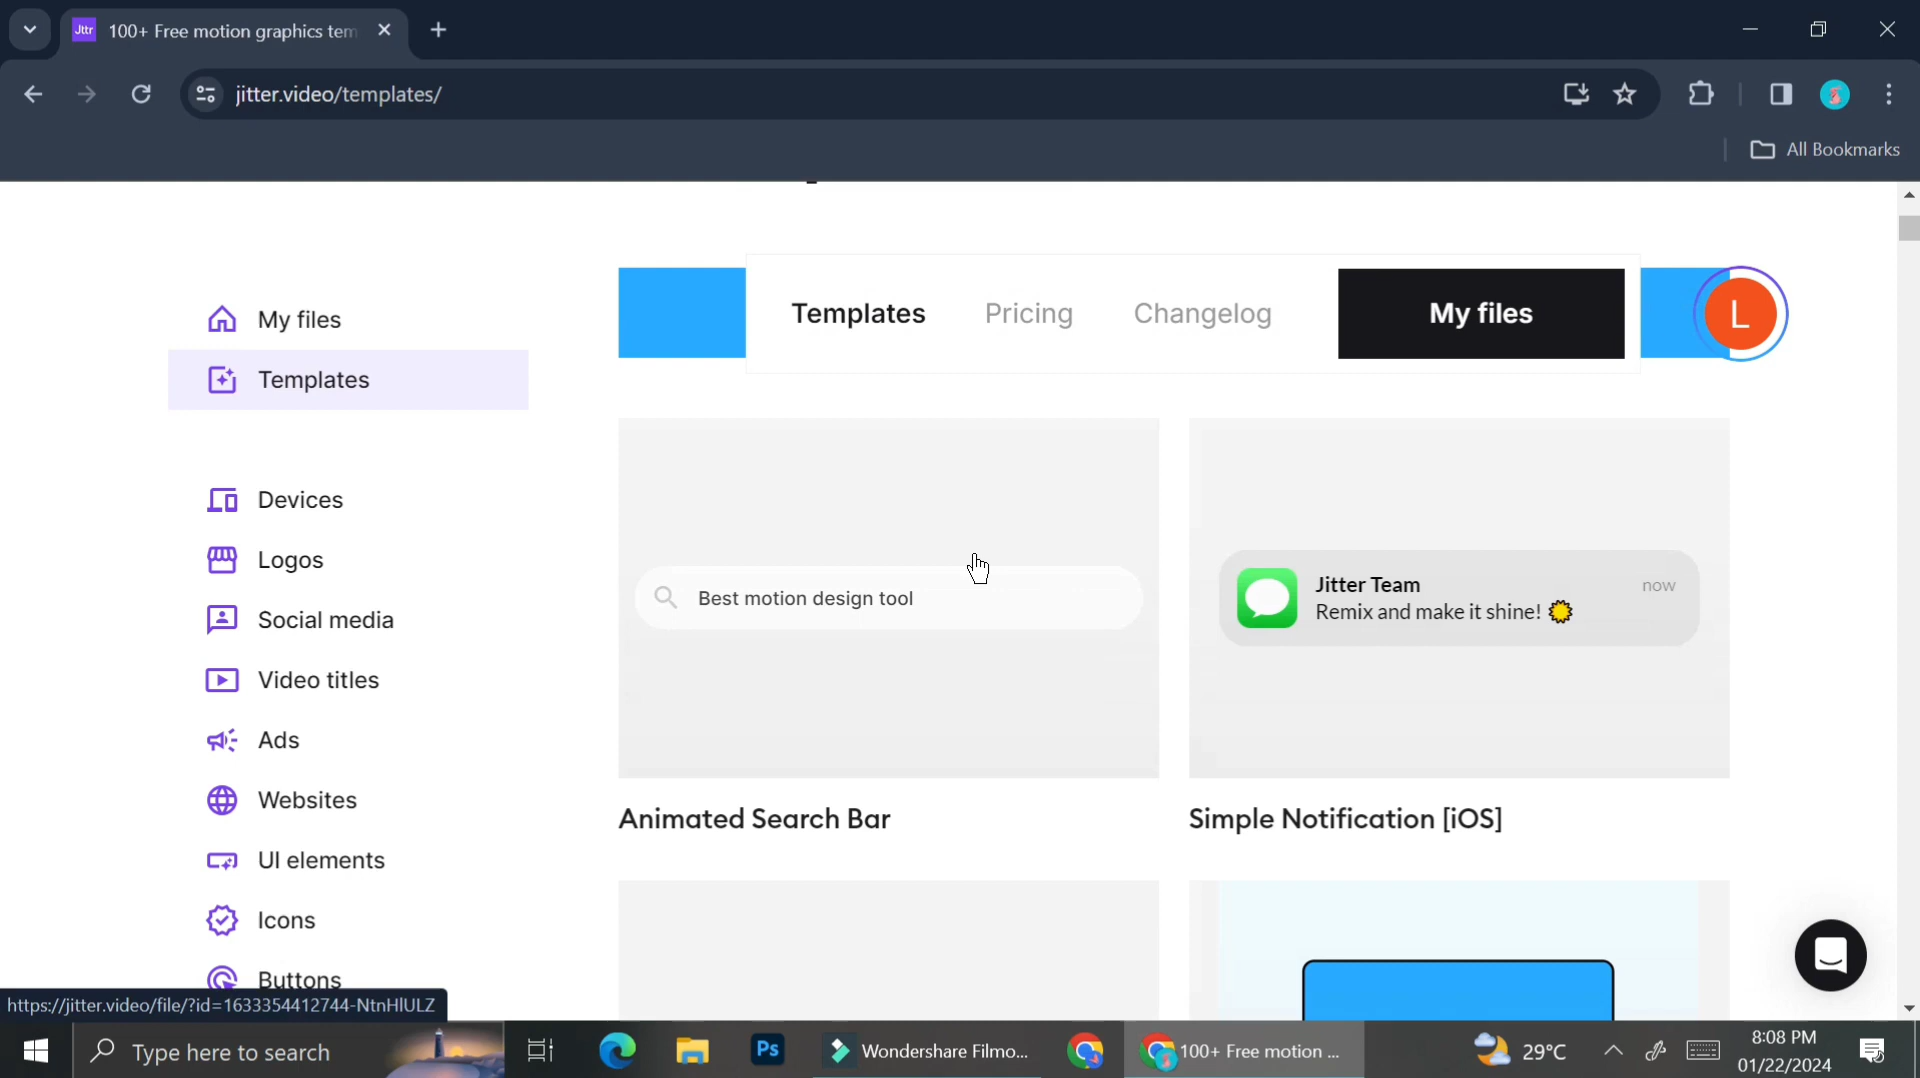 Jttr
100+ Free motion graphics tem
jitter.video/templates/
All Bookmarks
Templates
Pricing
Changelog
My files
L
My files
Templates
Devices
Logos
Social media
Video titles
Ads
Websites
UI elements
Icons
Buttons
Best motion design tool
Jitter Team
now
Remix and make it shine!
Animated Search Bar
Simple Notification [iOS]
https://jitter.video/file/?id=1633354412744-NtnHlULZ
Type here to search
Ps
Wondershare Filmo...
100+ Free motion ...
29°C
8:08 PM
01/22/2024